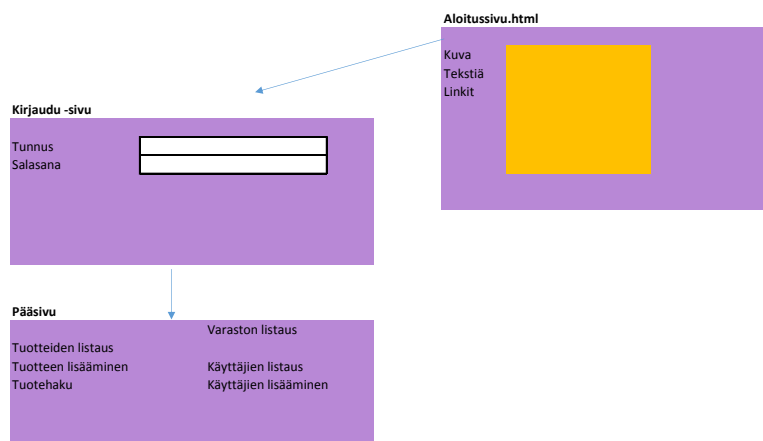 Aloitussivu.html
Kuva
Tekstiä
Linkit
Kirjaudu -sivu
Tunnus
Salasana
Pääsivu
Varaston listaus
Tuotteiden listaus
Tuotteen lisääminen
Käyttäjien listaus
Tuotehaku
Käyttäjien lisääminen